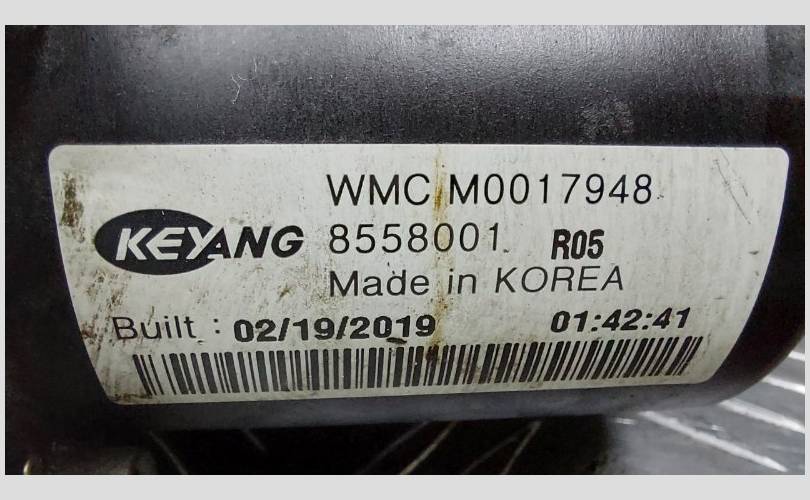 WMC M0017948
KEYANG 8558001 R05
Made in KOREA
Built : 02/19/2019 01:42:41